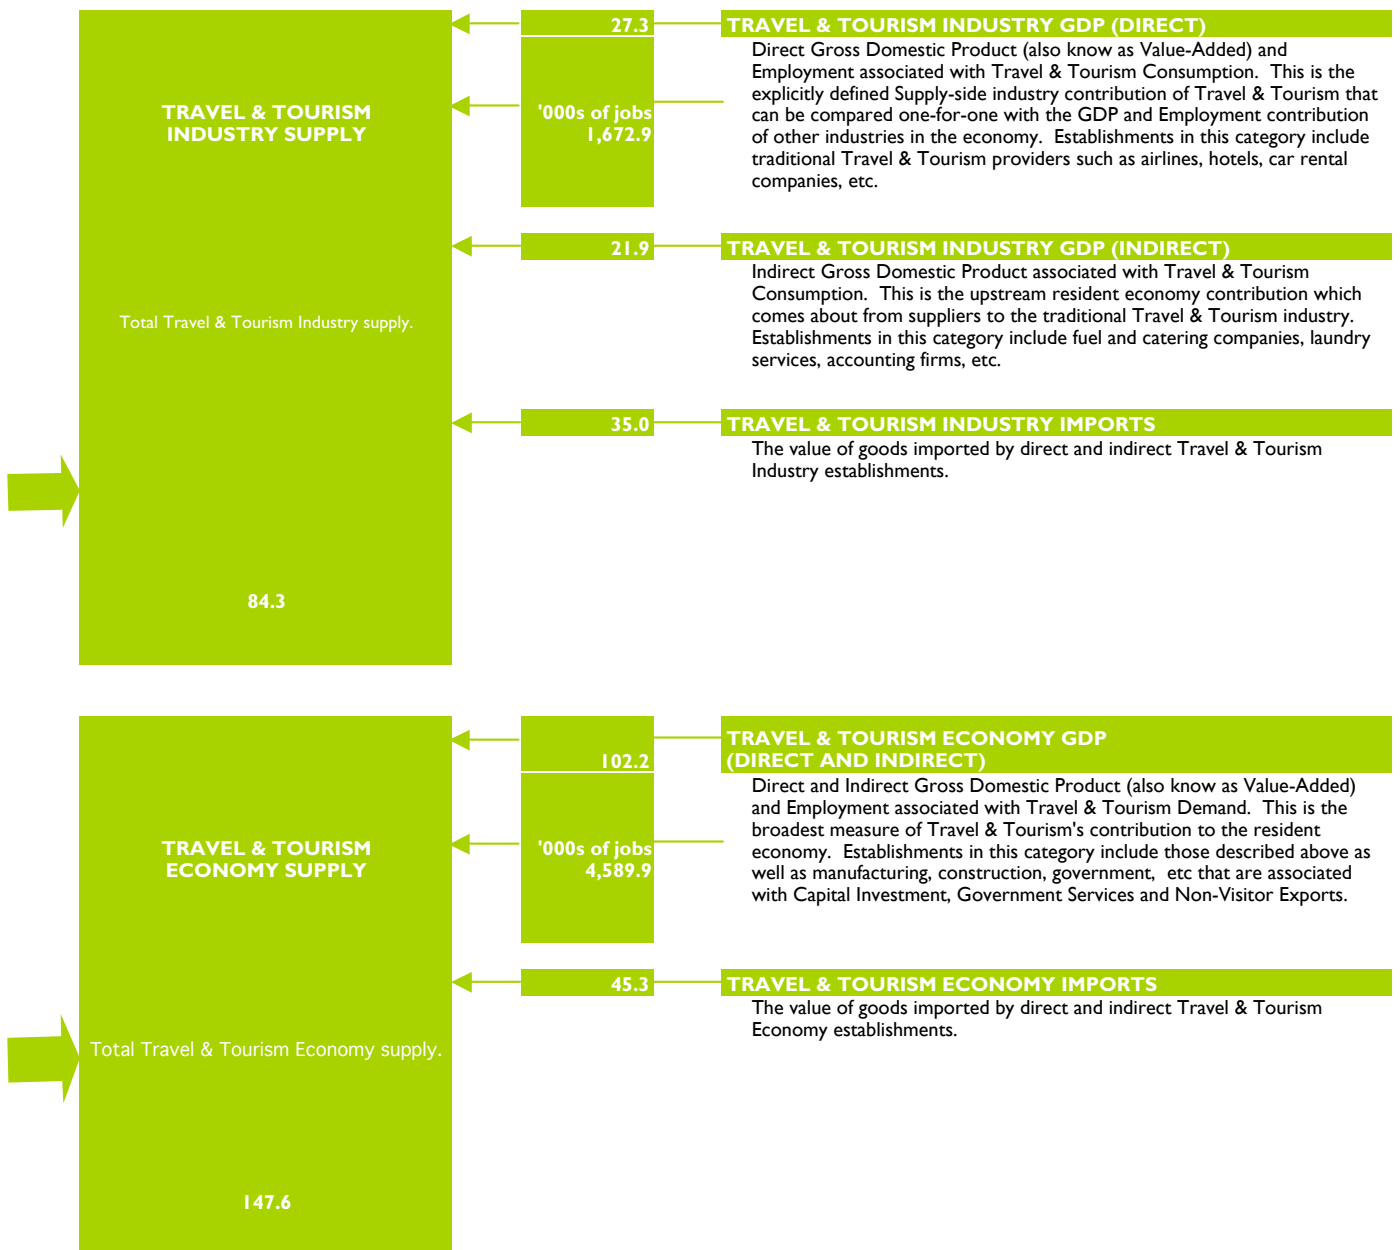 TRAVEL & TOURISM
INDUSTRY SUPPLY
Total Travel & Tourism Industry supply.
84.3
27.3
'000s of jobs
1,672.9
TRAVEL & TOURISM INDUSTRY GDP (DIRECT)
Direct Gross Domestic Product (also know as Value-Added) and
Employment associated with Travel & Tourism Consumption.  This is the
explicitly defined Supply-side industry contribution of Travel & Tourism that
can be compared one-for-one with the GDP and Employment contribution
of other industries in the economy.  Establishments in this category include
traditional Travel & Tourism providers such as airlines, hotels, car rental
companies, etc.
21.9
TRAVEL & TOURISM INDUSTRY GDP (INDIRECT)
Indirect Gross Domestic Product associated with Travel & Tourism
Consumption.  This is the upstream resident economy contribution which
comes about from suppliers to the traditional Travel & Tourism industry.
Establishments in this category include fuel and catering companies, laundry
services, accounting firms, etc.
35.0
TRAVEL & TOURISM INDUSTRY IMPORTS
The value of goods imported by direct and indirect Travel & Tourism
Industry establishments.
TRAVEL & TOURISM
ECONOMY SUPPLY
Total Travel & Tourism Economy supply.
147.6
102.2
'000s of jobs
4,589.9
TRAVEL & TOURISM ECONOMY GDP
(DIRECT AND INDIRECT)
Direct and Indirect Gross Domestic Product (also know as Value-Added)
and Employment associated with Travel & Tourism Demand.  This is the
broadest measure of Travel & Tourism's contribution to the resident
economy.  Establishments in this category include those described above as
well as manufacturing, construction, government,  etc that are associated
with Capital Investment, Government Services and Non-Visitor Exports.
45.3
TRAVEL & TOURISM ECONOMY IMPORTS
The value of goods imported by direct and indirect Travel & Tourism
Economy establishments.